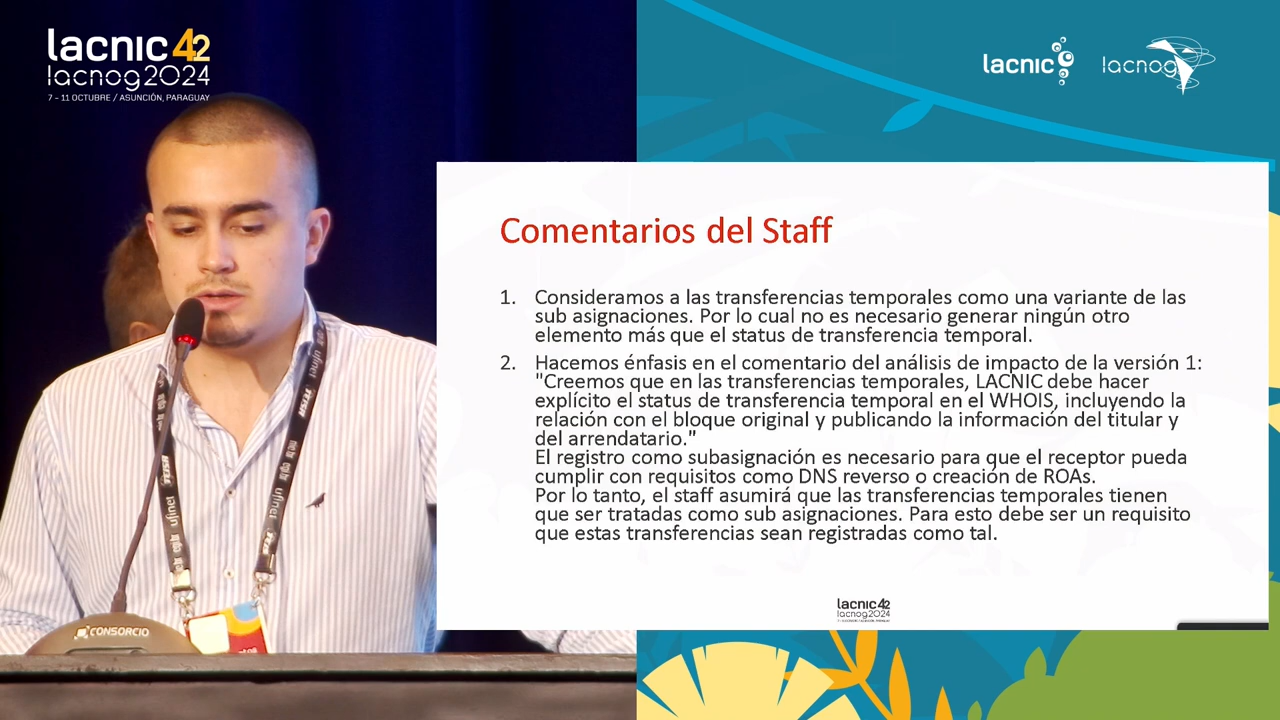 lacnic 42
lacnog2024
7 - 11 OCTUBRE / ASUNCIÓN, PARAGUAY
lacnic
lacnog
Comentarios del Staff
1. Consideramos a las transferencias temporales como una variante de las
sub asignaciones. Por lo cual no es necesario generar ningún otro
elemento más que el status de transferencia temporal.
2. Hacemos énfasis en el comentario del análisis de impacto de la versión 1:
"Creemos que en las transferencias temporales, LACNIC debe hacer
explícito el status de transferencia temporal en el WHOIS, incluyendo la
relación con el bloque original y publicando la información del titular y
del arrendatario."
El registro como subasignación es necesario para que el receptor pueda
cumplir con requisitos como DNS reverso o creación de ROAs.
Por lo tanto, el staff asumirá que las transferencias temporales tienen
que ser tratadas como sub asignaciones. Para esto debe ser un requisito
que estas transferencias sean registradas como tal.
lacnic 42
lacnog2024
ufinet
ufinet
CONSORCIO